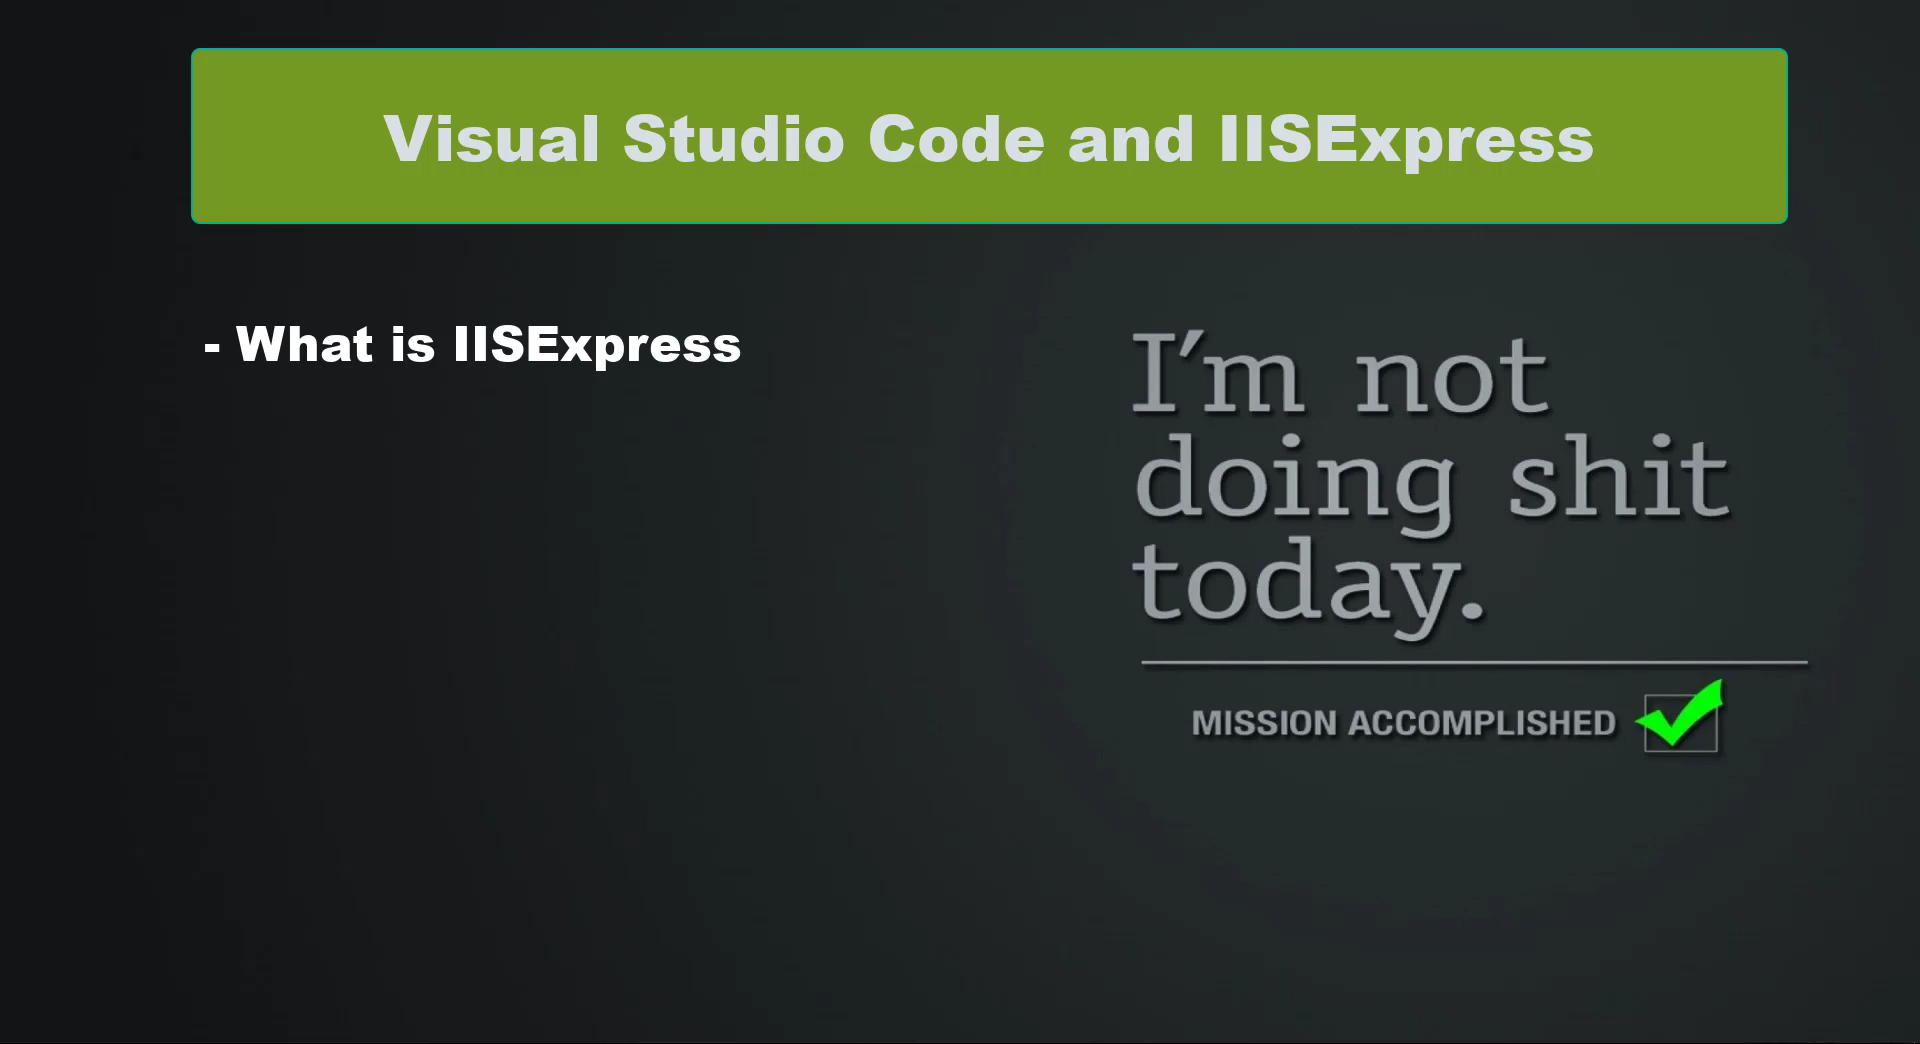 Visual Studio Code and IISExpress
- What is IISExpress
I'm not
doing shit
today.
MISSION ACCOMPLISHED